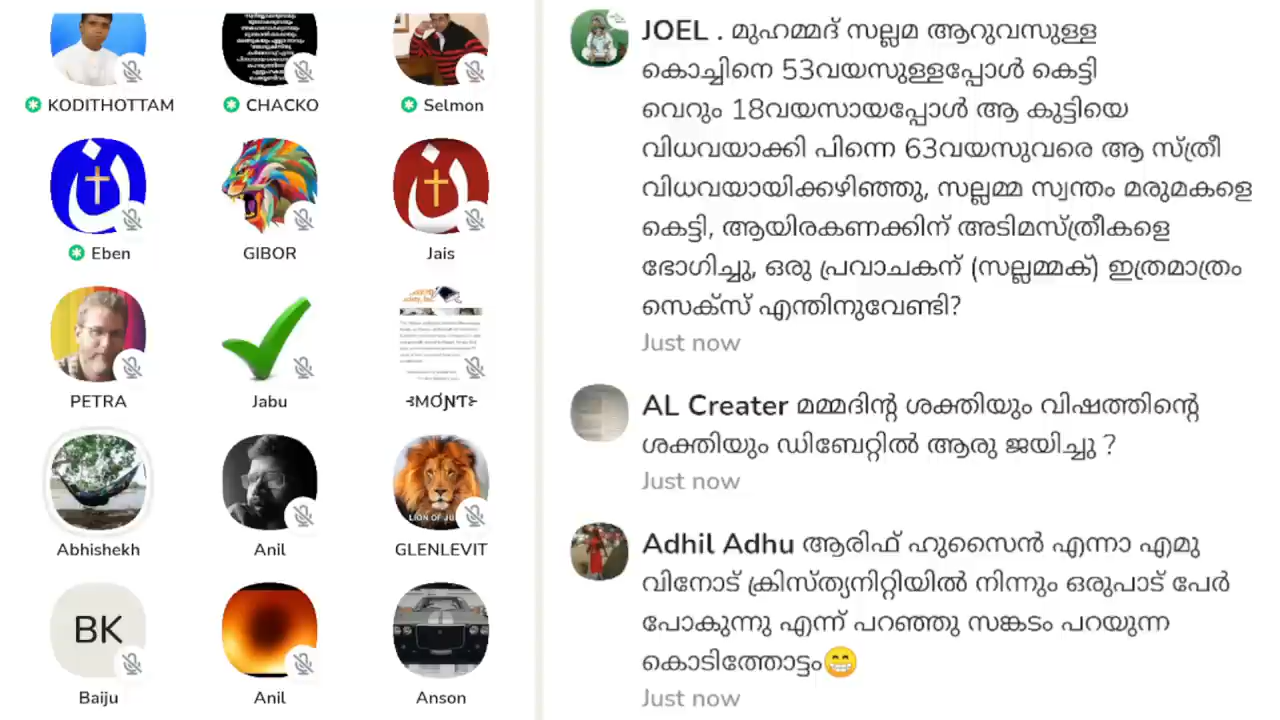 KODITHOTTAM
CHACKO
Selmon
Eben
GIBOR
Jais
PETRA
Jabu
⊰MƠƝƬ⊱
Abhishekh
Anil
LION OF JU
GLENLEVIT
BK
Baiju
Anil
Anson
JOEL . മുഹമ്മദ് സല്ലമ ആറുവസുള്ള
കൊച്ചിനെ 53വയസുള്ളപ്പോൾ കെട്ടി
വെറും 18വയസായപ്പോൾ ആ കുട്ടിയെ
വിധവയാക്കി പിന്നെ 63വയസുവരെ ആ സ്ത്രീ
വിധവയായിക്കഴിഞ്ഞു, സല്ലമ്മ സ്വന്തം മരുമകളെ
കെട്ടി, ആയിരകണക്കിന് അടിമസ്ത്രീകളെ
ഭോഗിച്ചു, ഒരു പ്രവാചകന് (സല്ലമ്മക്) ഇത്രമാത്രം
സെക്സ് എന്തിനുവേണ്ടി?
Just now
AL Creater മമ്മദിന്റ ശക്തിയും വിഷത്തിന്റെ
ശക്തിയും ഡിബേറ്റിൽ ആരു ജയിച്ചു ?
Just now
Adhil Adhu ആരിഫ് ഹുസൈൻ എന്നാ എമു
വിനോട് ക്രിസ്ത്യനിറ്റിയിൽ നിന്നും ഒരുപാട് പേർ
പോകുന്നു എന്ന് പറഞ്ഞു സങ്കടം പറയുന്ന
കൊടിത്തോട്ടം😁
Just now